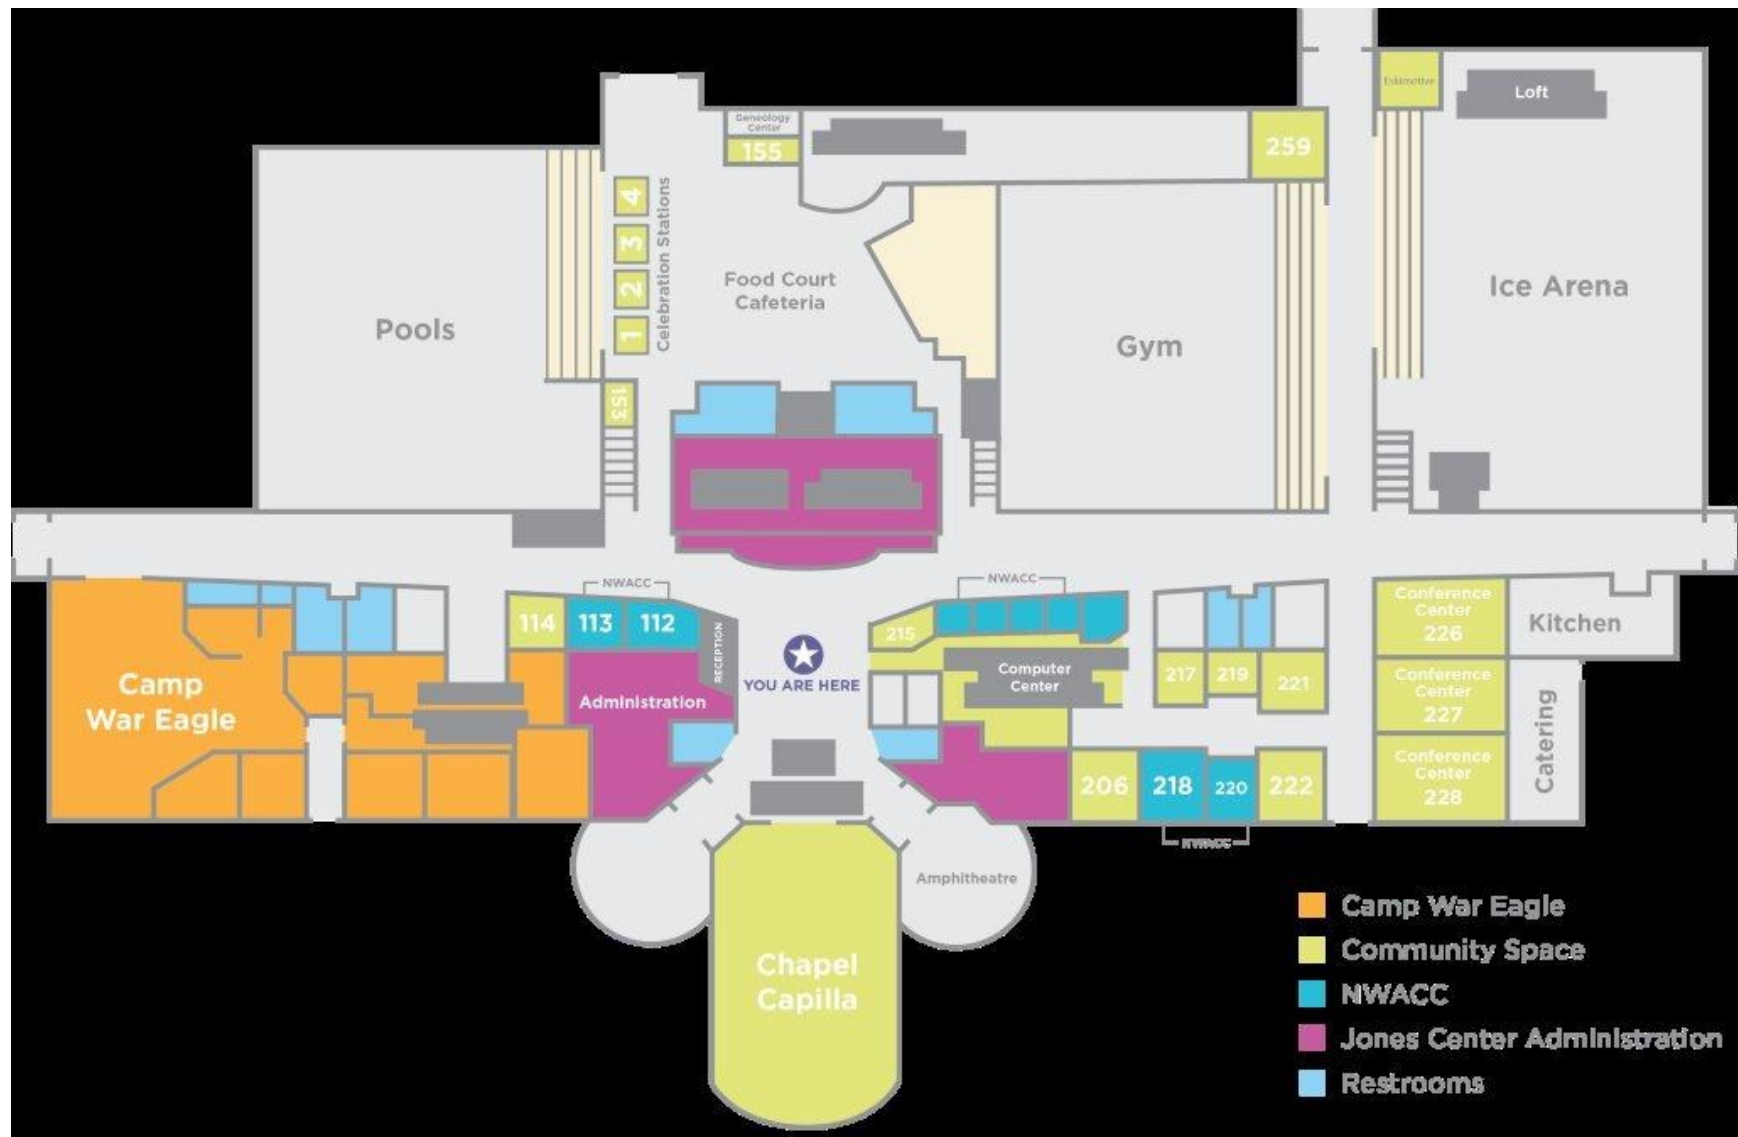 Eskimotive
Loft
Geneology
Center
155
259
4
3
2
1
Celebration Stations
Food Court
Cafeteria
Pools
Gym
Ice Arena
153
NWACC
NWACC
114
113
112
RECEPTION
215
YOU ARE HERE
Computer
Center
217
219
221
Conference
Center
226
Kitchen
Camp
War Eagle
Administration
Conference
Center
227
Catering
206
218
220
222
Conference
Center
228
NWACC
Amphitheatre
Chapel
Capilla
Camp War Eagle
Community Space
NWACC
Jones Center Administration
Restrooms